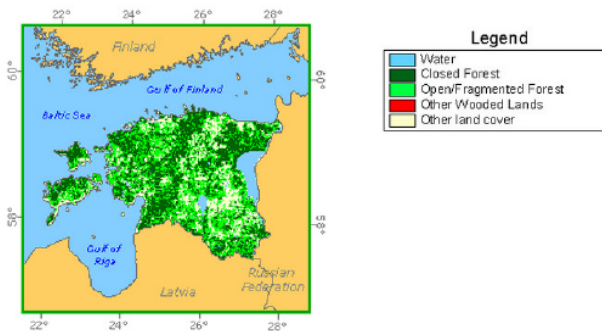 22° 24° 26° 28°
Finland
60°
60°
Gulf of Finland
Baltic Sea
58°
58°
Gulf of
Riga
Latvia
Russian
Federation
22° 24° 26° 28°
Legend
Water
Closed Forest
Open/Fragmented Forest
Other Wooded Lands
Other land cover